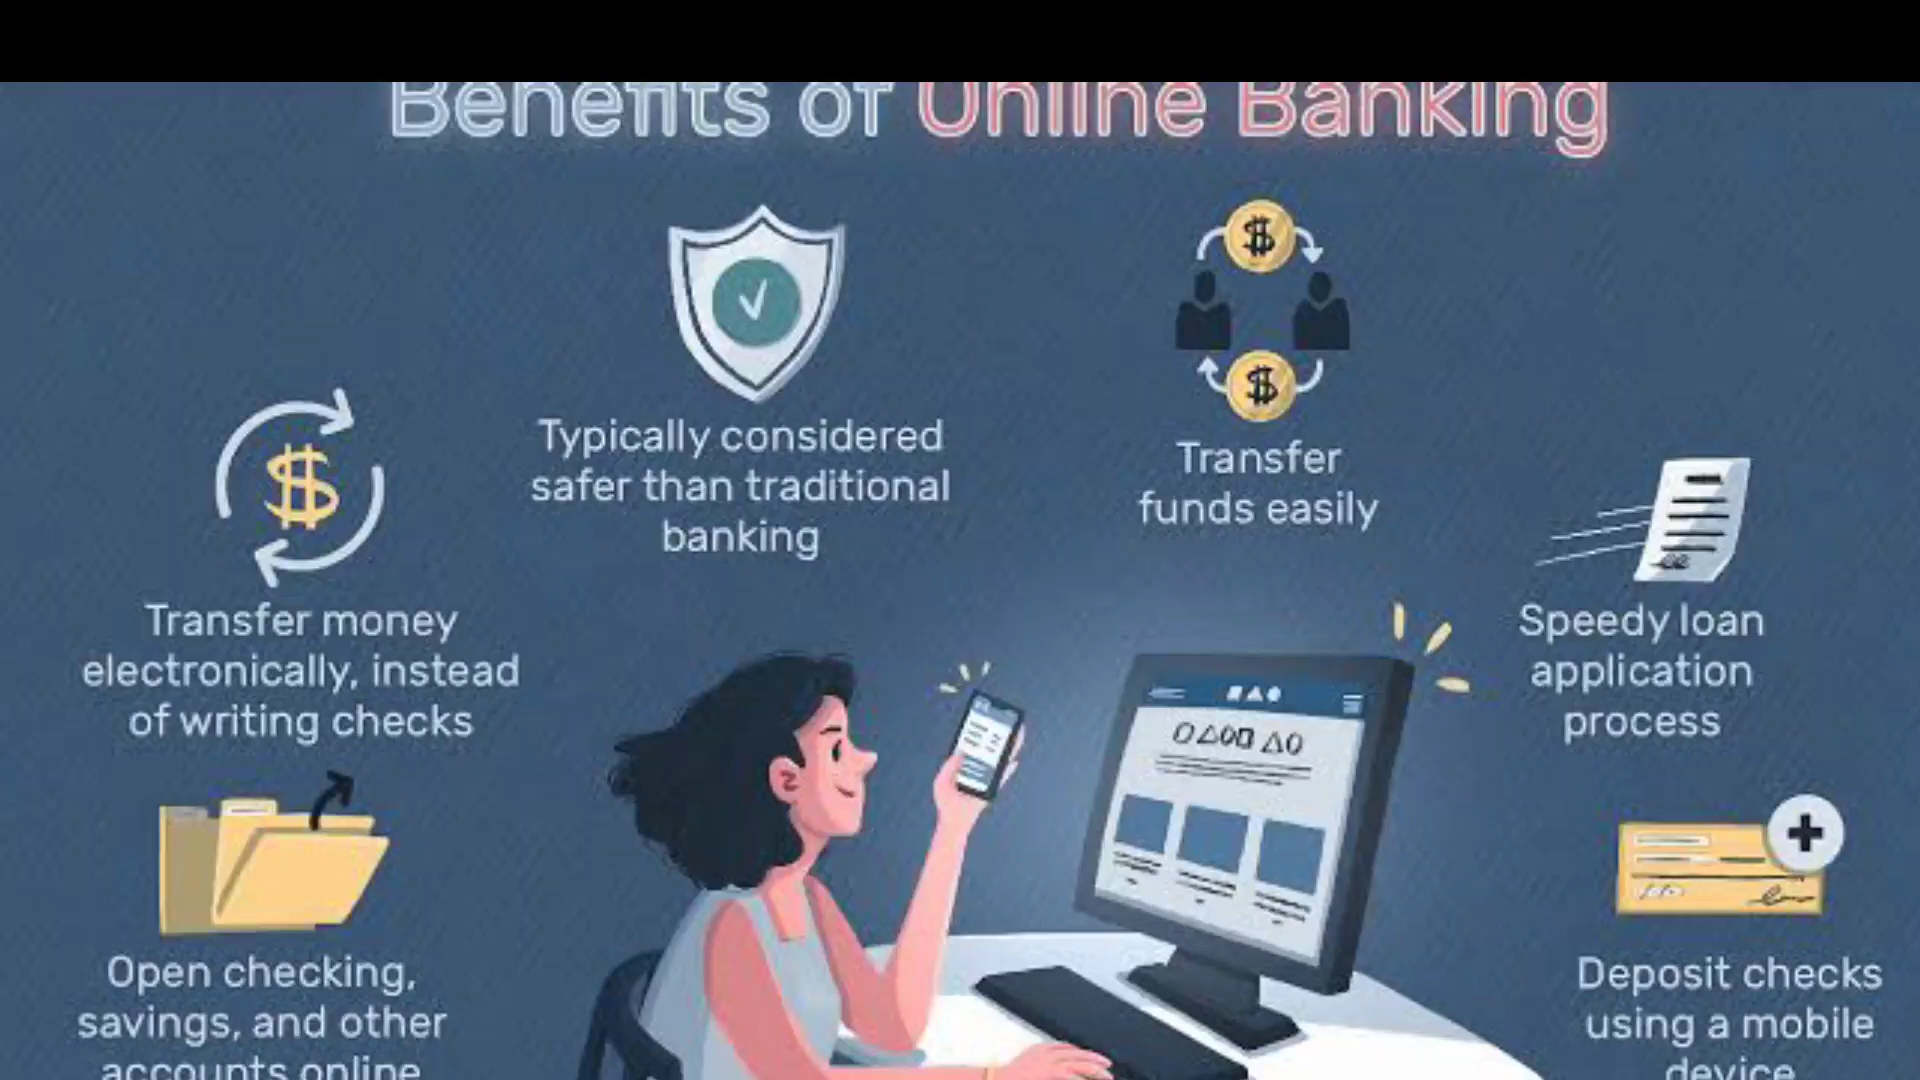 Benefits of Online Banking
Typically considered
safer than traditional
banking
Transfer
funds easily
Transfer money
electronically, instead
of writing checks
Speedy loan
application
process
Open checking,
savings, and other
accounts online
Deposit checks
using a mobile
device